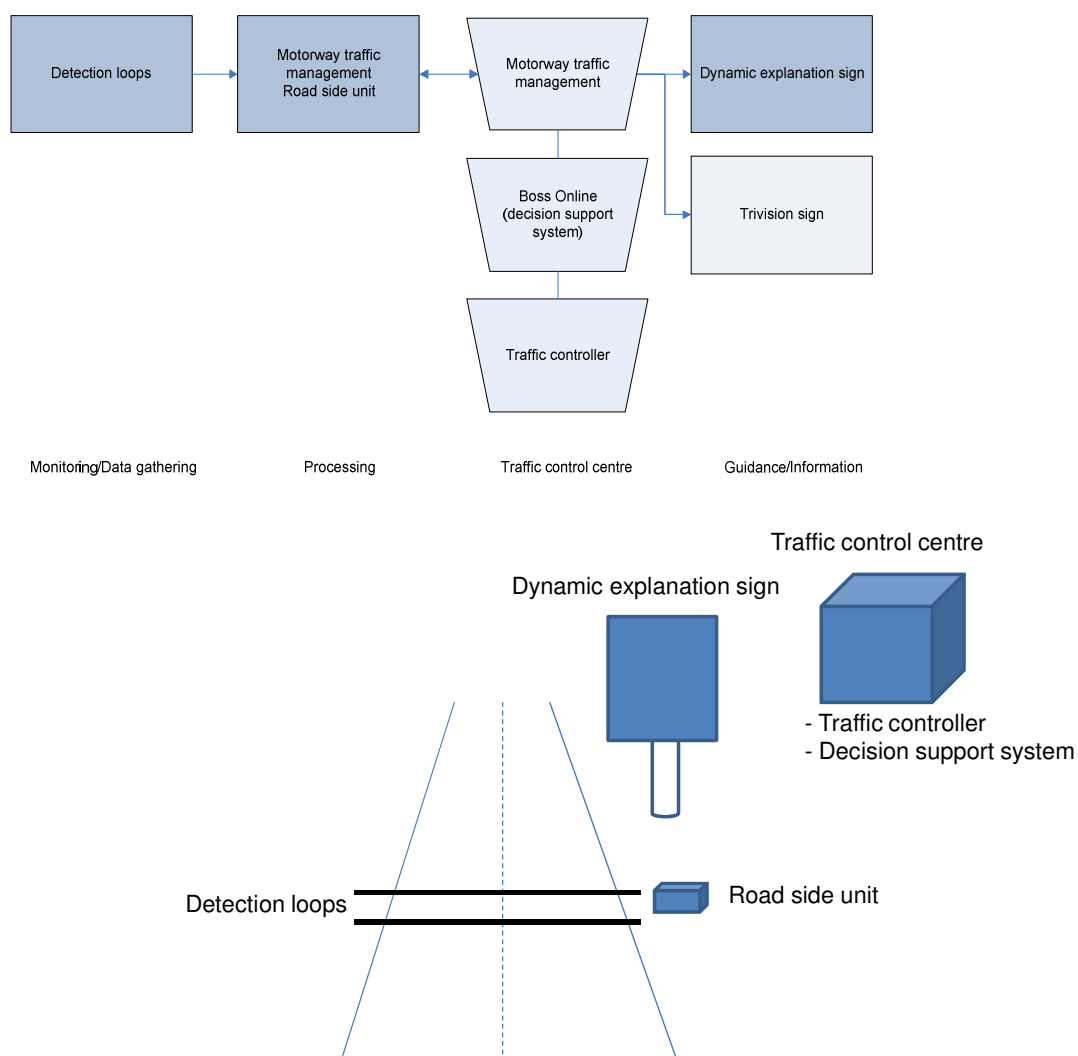 Detection loops
Motorway traffic
management
Road side unit
Motorway traffic
management
Dynamic explanation sign
Boss Online
(decision support
system)
Trivision sign
Traffic controller
Monitoring/Data gathering
Processing
Traffic control centre
Guidance/Information
Traffic control centre
Dynamic explanation sign
- Traffic controller
- Decision support system
Detection loops
Road side unit